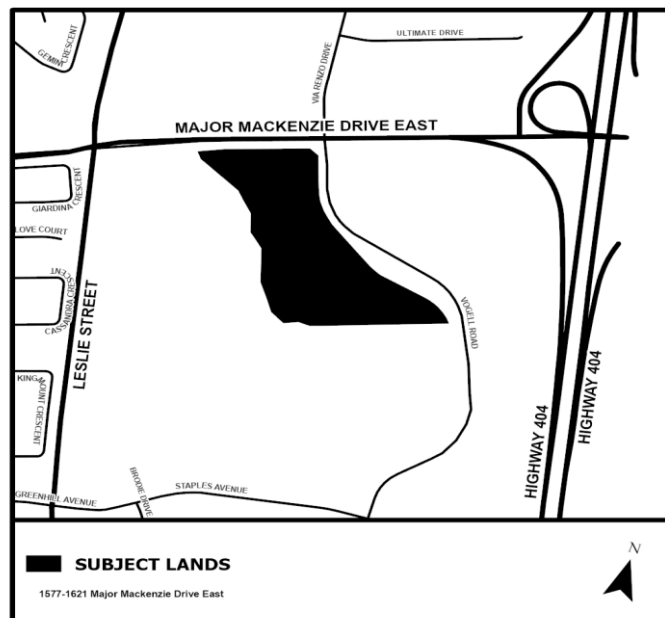 GEMINI CRESCENT
ULTIMATE DRIVE
VIA RENZO DRIVE
MAJOR MACKENZIE DRIVE EAST
GIARDINA CRESCENT
LOVE COURT
CASSANDRA CRESCENT
LESLIE STREET
VOGELL ROAD
KING
MOUNT CRESCENT
HIGHWAY 404
HIGHWAY 404
GREENHILL AVENUE
BRODIE DRIVE
STAPLES AVENUE
SUBJECT LANDS
1577-1621 Major Mackenzie Drive East
N